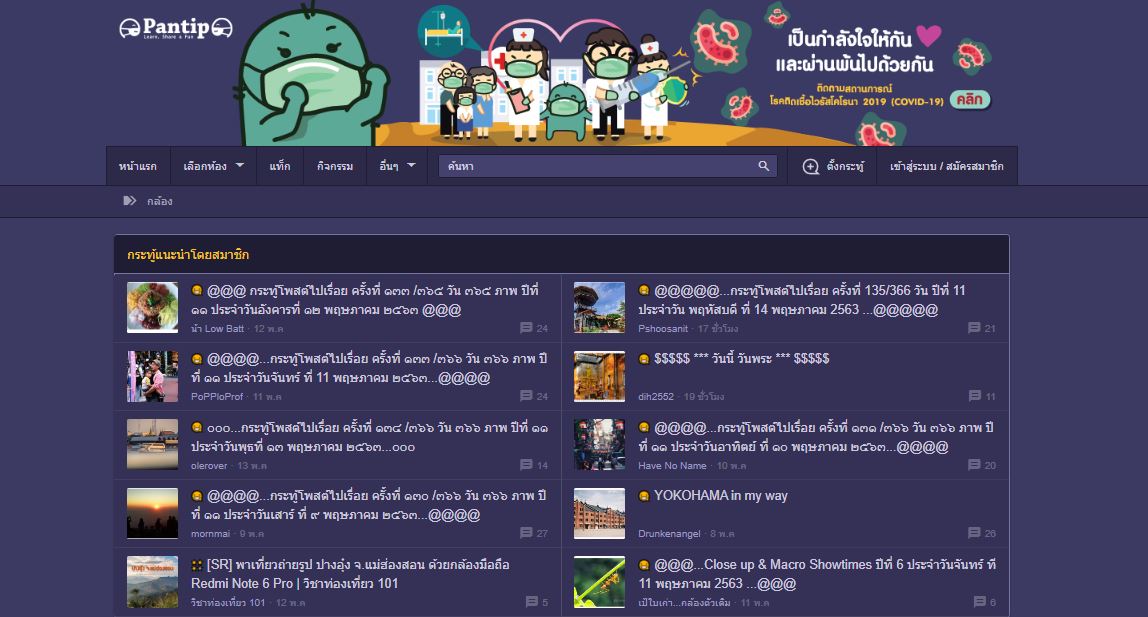 Pantip
Learn, Share & Fun
เป็นกำลังใจให้กัน
และผ่านพ้นไปด้วยกัน
ติดตามสถานการณ์
โรคติดเชื้อไวรัสโคโรนา 2019 (COVID-19)
คลิก
หน้าแรก เลือกห้อง แท็ก กิจกรรม อื่นๆ ค้นหา ตั้งกระทู้ เข้าสู่ระบบ / สมัครสมาชิก
กล้อง
กระทู้แนะนำโดยสมาชิก
@@@ กระทู้โพสต์ไปเรื่อย ครั้งที่ ๑๓๓ /๓๖๕ วัน ๓๖๕ ภาพ ปีที่
๑๑ ประจำวันอังคารที่ ๑๒ พฤษภาคม ๒๕๖๓ @@@
น้า Low Batt · 12 พ.ค 24
@@@@@...กระทู้โพสต์ไปเรื่อย ครั้งที่ 135/366 วัน ปีที่ 11
ประจำวัน พฤหัสบดี ที่ 14 พฤษภาคม 2563 ...@@@@@
Pshoosanit · 17 ชั่วโมง 21
@@@@...กระทู้โพสต์ไปเรื่อย ครั้งที่ ๑๓๓ /๓๖๖ วัน ๓๖๖ ภาพ ปี
ที่ ๑๑ ประจำวันจันทร์ ที่ 11 พฤษภาคม ๒๕๖๓...@@@@
PoPPloProf · 11 พ.ค 24
$$$$$ *** วันนี้ วันพระ *** $$$$$
dih2552 · 19 ชั่วโมง 11
๐๐๐...กระทู้โพสต์ไปเรื่อย ครั้งที่ ๑๓๔ /๓๖๖ วัน ๓๖๖ ภาพ ปีที่ ๑๑
ประจำวันพุธที่ ๑๓ พฤษภาคม ๒๕๖๓...๐๐๐
olerover · 13 พ.ค 14
@@@@...กระทู้โพสต์ไปเรื่อย ครั้งที่ ๑๓๑ /๓๖๖ วัน ๓๖๖ ภาพ ปี
ที่ ๑๑ ประจำวันอาทิตย์ ที่ ๑๐ พฤษภาคม ๒๕๖๓...@@@@
Have No Name · 10 พ.ค 20
@@@@...กระทู้โพสต์ไปเรื่อย ครั้งที่ ๑๓๐ /๓๖๖ วัน ๓๖๖ ภาพ ปี
ที่ ๑๑ ประจำวันเสาร์ ที่ ๙ พฤษภาคม ๒๕๖๓...@@@@
mornmai · 9 พ.ค 27
YOKOHAMA in my way
Drunkenangel · 8 พ.ค 26
[SR] พาเที่ยวถ่ายรูป ปางอุ๋ง จ.แม่ฮ่องสอน ด้วยกล้องมือถือ
Redmi Note 6 Pro | วิชาท่องเที่ยว 101
วิชาท่องเที่ยว 101 · 12 พ.ค 5
@@@...Close up & Macro Showtimes ปีที่ 6 ประจำวันจันทร์ ที่
11 พฤษภาคม 2563 ...@@@
เป้ใบเก่า...กล้องตัวเดิม · 11 พ.ค 6